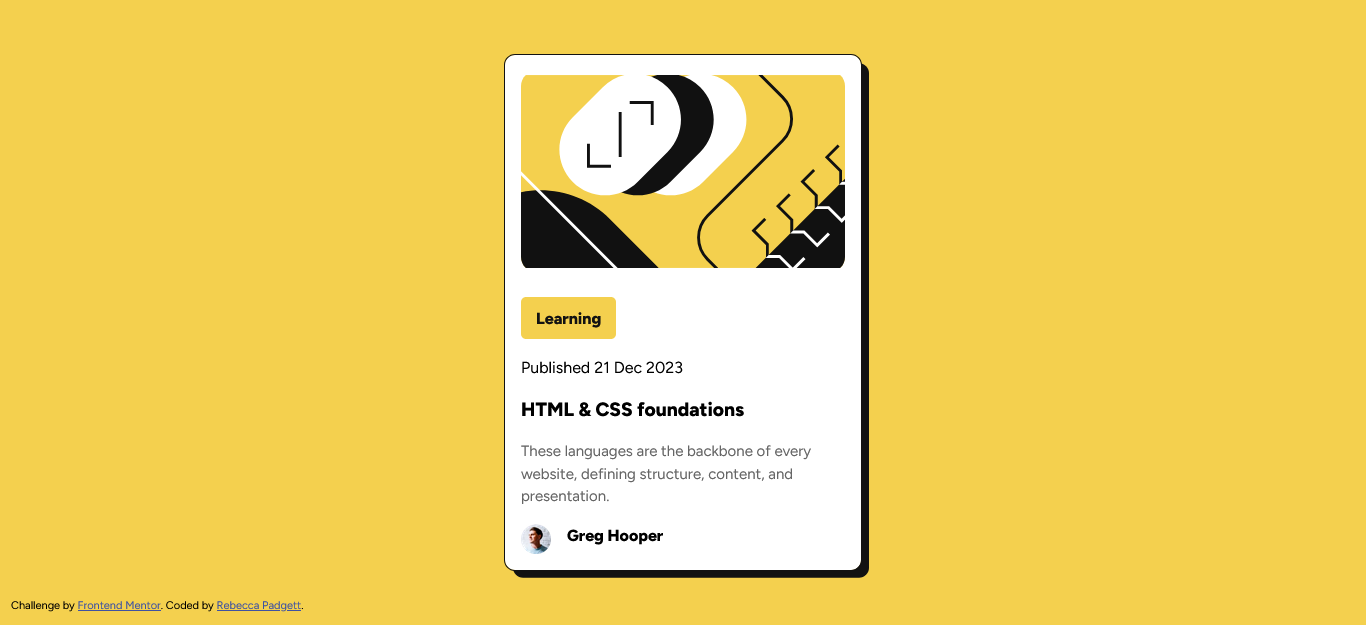 Learning
Published 21 Dec 2023
HTML & CSS foundations
These languages are the backbone of every
website, defining structure, content, and
presentation.
Greg Hooper
Challenge by Frontend Mentor. Coded by Rebecca Padgett.